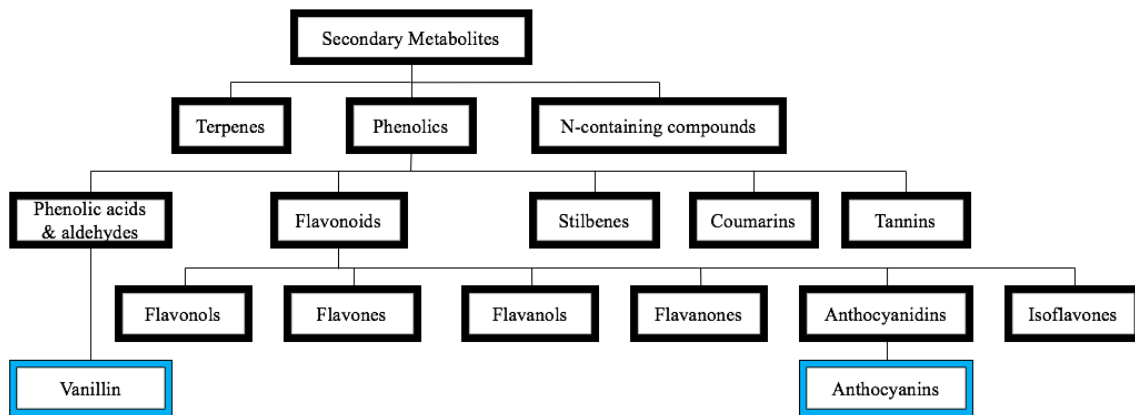 Secondary Metabolites
Terpenes
Phenolics
N-containing compounds
Phenolic acids
& aldehydes
Flavonoids
Stilbenes
Coumarins
Tannins
Flavonols
Flavones
Flavanols
Flavanones
Anthocyanidins
Isoflavones
Vanillin
Anthocyanins